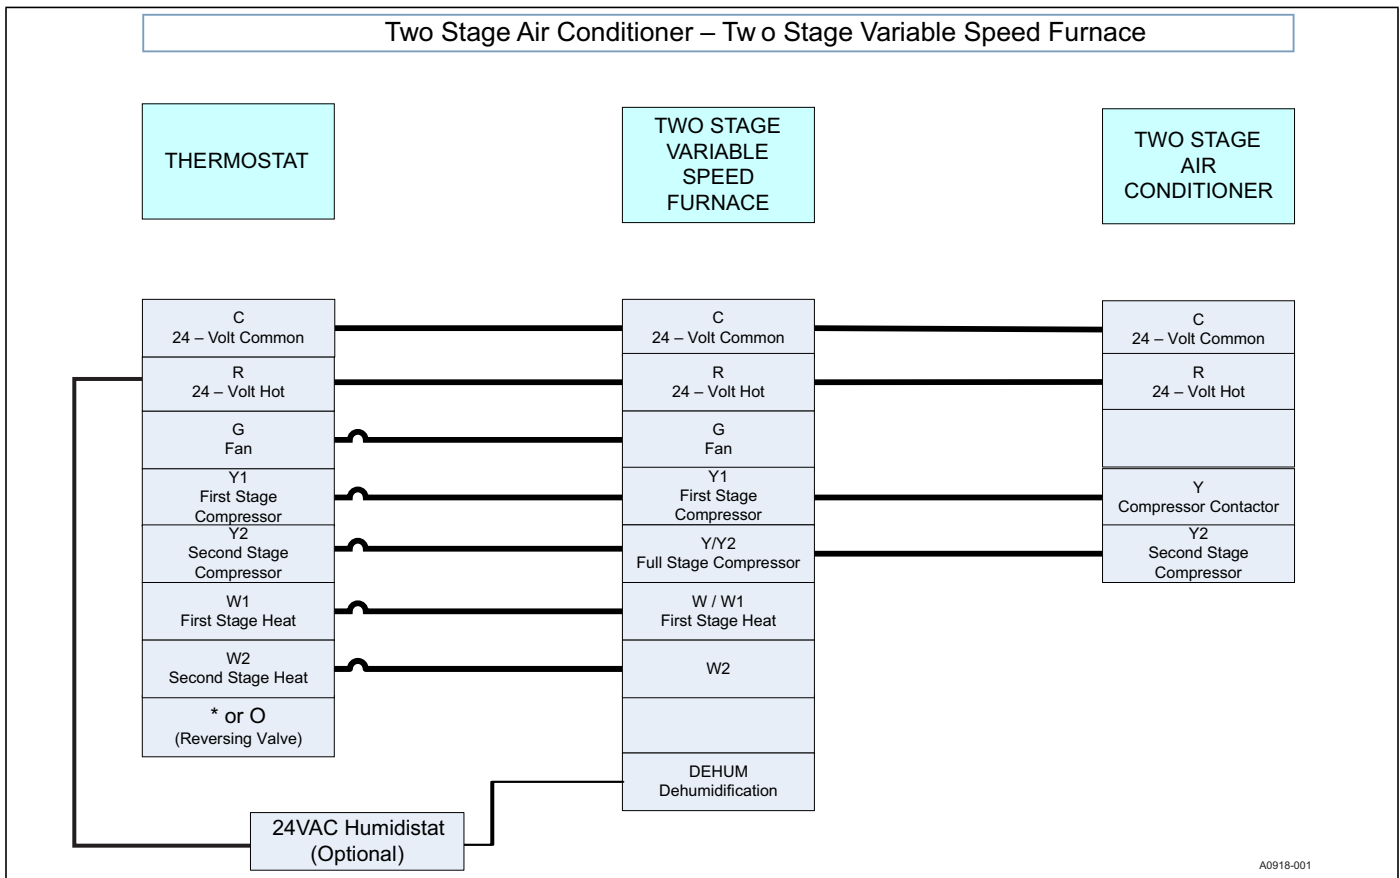 Two Stage Air Conditioner – Tw o Stage Variable Speed Furnace
THERMOSTAT
TWO STAGE
VARIABLE
SPEED
FURNACE
TWO STAGE
AIR
CONDITIONER
C
24 – Volt Common
R
24 – Volt Hot
G
Fan
Y1
First Stage
Compressor
Y2
Second Stage
Compressor
W1
First Stage Heat
W2
Second Stage Heat
* or O
(Reversing Valve)
C
24 – Volt Common
R
24 – Volt Hot
G
Fan
Y1
First Stage
Compressor
Y/Y2
Full Stage Compressor
W / W1
First Stage Heat
W2
DEHUM
Dehumidification
C
24 – Volt Common
R
24 – Volt Hot
Y
Compressor Contactor
Y2
Second Stage
Compressor
24VAC Humidistat
(Optional)
A0918-001